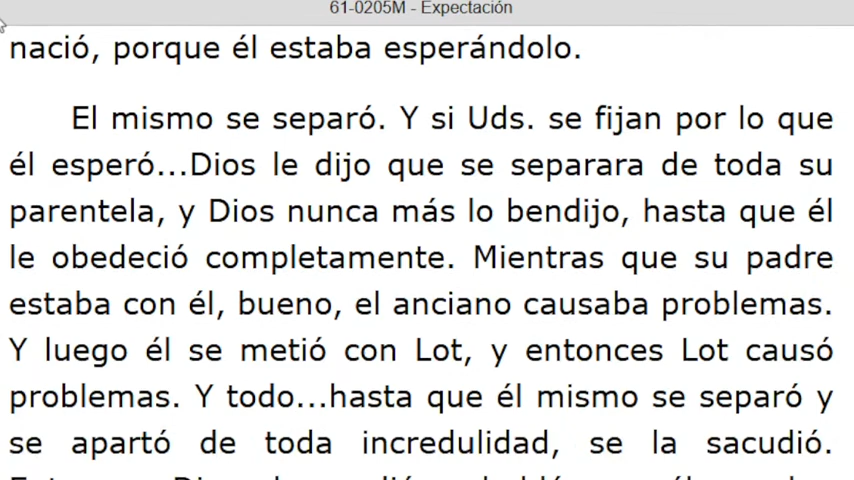 61-0205M - Expectación
nació, porque él estaba esperándolo.
El mismo se separó. Y si Uds. se fijan por lo que
él esperó...Dios le dijo que se separara de toda su
parentela, y Dios nunca más lo bendijo, hasta que él
le obedeció completamente. Mientras que su padre
estaba con él, bueno, el anciano causaba problemas.
Y luego él se metió con Lot, y entonces Lot causó
problemas. Y todo...hasta que él mismo se separó y
se apartó de toda incredulidad, se la sacudió.